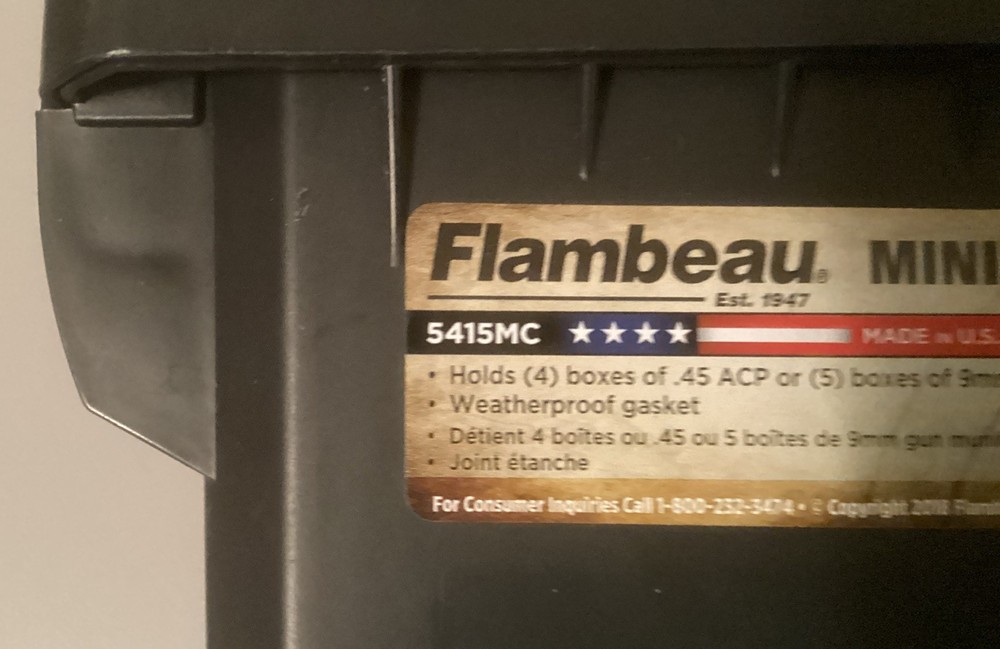 Flambeau® MINI
Est. 1947
5415MC ★★★★ MADE IN U.S.
• Holds (4) boxes of .45 ACP or (5) boxes of 9mm
• Weatherproof gasket
• Détient 4 boîtes ou .45 ou 5 boîtes de 9mm gun
• Joint étanche
For Consumer Inquiries Call 1-800-232-3474 • © Copyright 2018